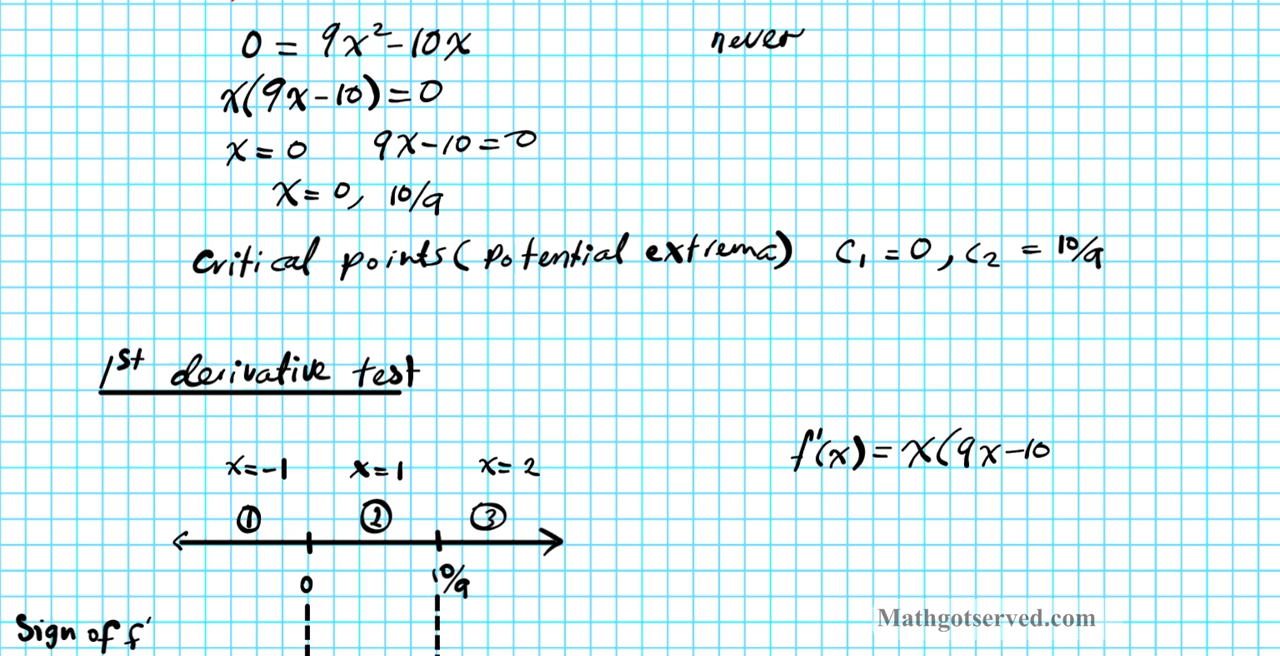 0 = 9x²-10x never
x(9x-10)=0
x=0 9x-10=0
x=0, 10/9
critical points (potential extrema) C₁=0, C₂ = 10/9
1st derivative test
f'(x)=x(9x-10
x=-1 x=1 x=2
① ② ③
0 10/9
Sign of f'
Mathgotserved.com